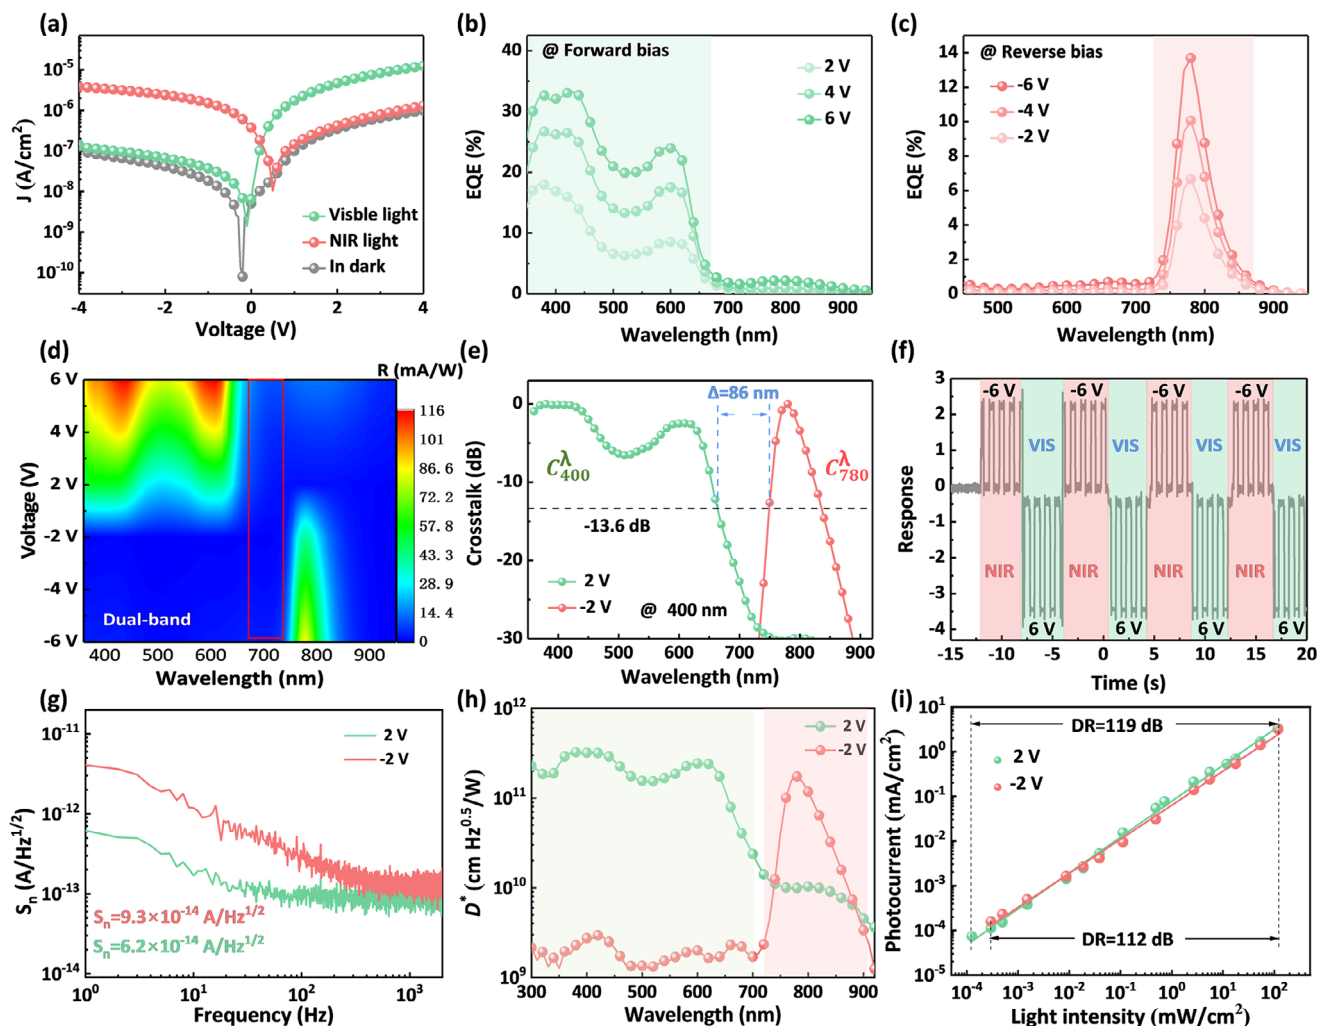 (a)
10⁻⁵
10⁻⁶
10⁻⁷
10⁻⁸
10⁻⁹
10⁻¹⁰
J (A/cm²)
Visble light
NIR light
In dark
-4 -2 0 2 4
Voltage (V)
(b)
@ Forward bias
2 V
4 V
6 V
40
30
20
10
0
EQE (%)
400 500 600 700 800 900
Wavelength (nm)
(c)
@ Reverse bias
-6 V
-4 V
-2 V
16
14
12
10
8
6
4
2
0
EQE (%)
500 600 700 800 900
Wavelength (nm)
(d)
R (mA/W)
6 V
4 V
2 V
-2 V
-4 V
-6 V
Voltage (V)
Dual-band
116
101
86. 6
72. 2
57. 8
43. 3
28. 9
14. 4
0
400 500 600 700 800 900
Wavelength (nm)
(e)
Δ=86 nm
0
-10
-20
-30
Crosstalk (dB)
C₄₀₀^λ
C₇₈₀^λ
-13.6 dB
2 V
-2 V
@ 400 nm
400 500 600 700 800 900
Wavelength (nm)
(f)
3
2
1
0
-1
-2
-3
-4
Response
-6 V -6 V -6 V -6 V
VIS VIS VIS VIS
NIR NIR NIR NIR
6 V 6 V 6 V 6 V
-15 -10 -5 0 5 10 15 20
Time (s)
(g)
10⁻¹¹
10⁻¹²
10⁻¹³
10⁻¹⁴
Sₙ (A/Hz^1/2)
2 V
-2 V
Sₙ=9.3×10⁻¹⁴ A/Hz^1/2
Sₙ=6.2×10⁻¹⁴ A/Hz^1/2
10⁰ 10¹ 10² 10³
Frequency (Hz)
(h)
10¹²
10¹¹
10¹⁰
10⁹
D* (cm Hz^0.5/W)
2 V
-2 V
300 400 500 600 700 800 900
Wavelength (nm)
(i)
10¹
10⁰
10⁻¹
10⁻²
10⁻³
10⁻⁴
10⁻⁵
Photocurrent (mA/cm²)
DR=119 dB
2 V
-2 V
DR=112 dB
10⁻⁴ 10⁻³ 10⁻² 10⁻¹ 10⁰ 10¹ 10²
Light intensity (mW/cm²)